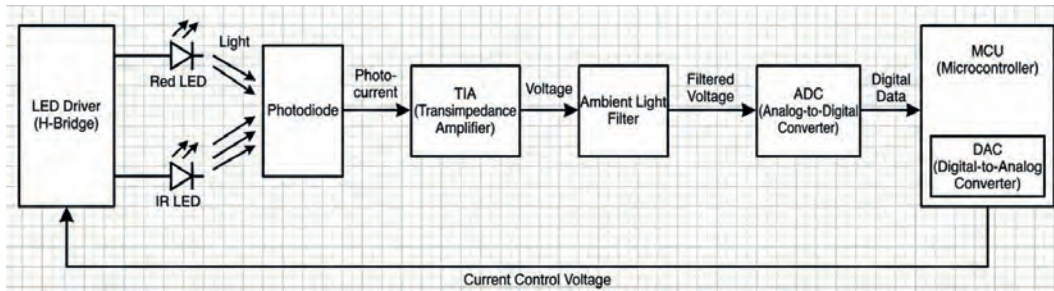 LED Driver
(H-Bridge)
Red LED
IR LED
Light
Photodiode
Photo-
current
TIA
(Transimpedance
Amplifier)
Voltage
Ambient Light
Filter
Filtered
Voltage
ADC
(Analog-to-Digital
Converter)
Digital
Data
MCU
(Microcontroller)
DAC
(Digital-to-Analog
Converter)
Current Control Voltage